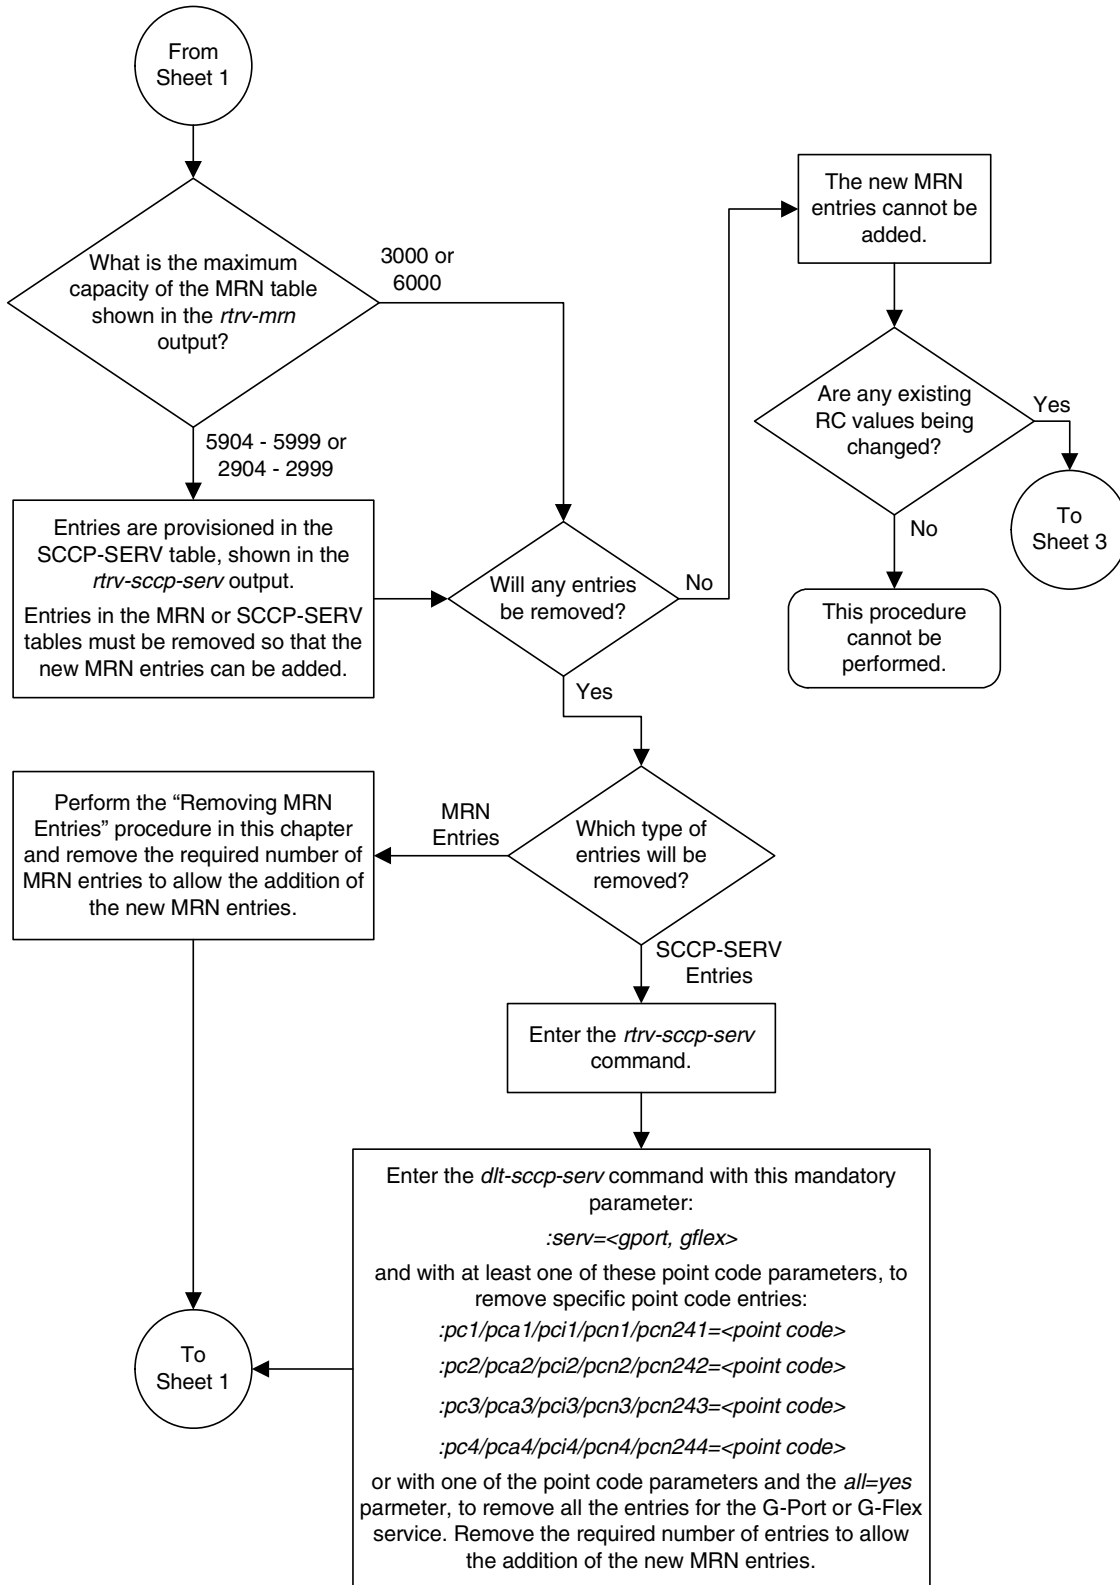 From
Sheet 1
What is the maximum
capacity of the MRN table
shown in the rtrv-mrn
output?
3000 or
6000
5904 - 5999 or
2904 - 2999
The new MRN
entries cannot be
added.
Are any existing
RC values being
changed?
Yes
No
To
Sheet 3
This procedure
cannot be
performed.
Entries are provisioned in the
SCCP-SERV table, shown in the
rtrv-sccp-serv output.
Entries in the MRN or SCCP-SERV
tables must be removed so that the
new MRN entries can be added.
Will any entries
be removed?
No
Yes
Which type of
entries will be
removed?
MRN
Entries
Perform the “Removing MRN
Entries” procedure in this chapter
and remove the required number of
MRN entries to allow the addition of
the new MRN entries.
SCCP-SERV
Entries
Enter the rtrv-sccp-serv
command.
Enter the dlt-sccp-serv command with this mandatory
parameter:
:serv=<gport, gflex>
and with at least one of these point code parameters, to
remove specific point code entries:
:pc1/pca1/pci1/pcn1/pcn241=<point code>
:pc2/pca2/pci2/pcn2/pcn242=<point code>
:pc3/pca3/pci3/pcn3/pcn243=<point code>
:pc4/pca4/pci4/pcn4/pcn244=<point code>
or with one of the point code parameters and the all=yes
parmeter, to remove all the entries for the G-Port or G-Flex
service. Remove the required number of entries to allow
the addition of the new MRN entries.
To
Sheet 1